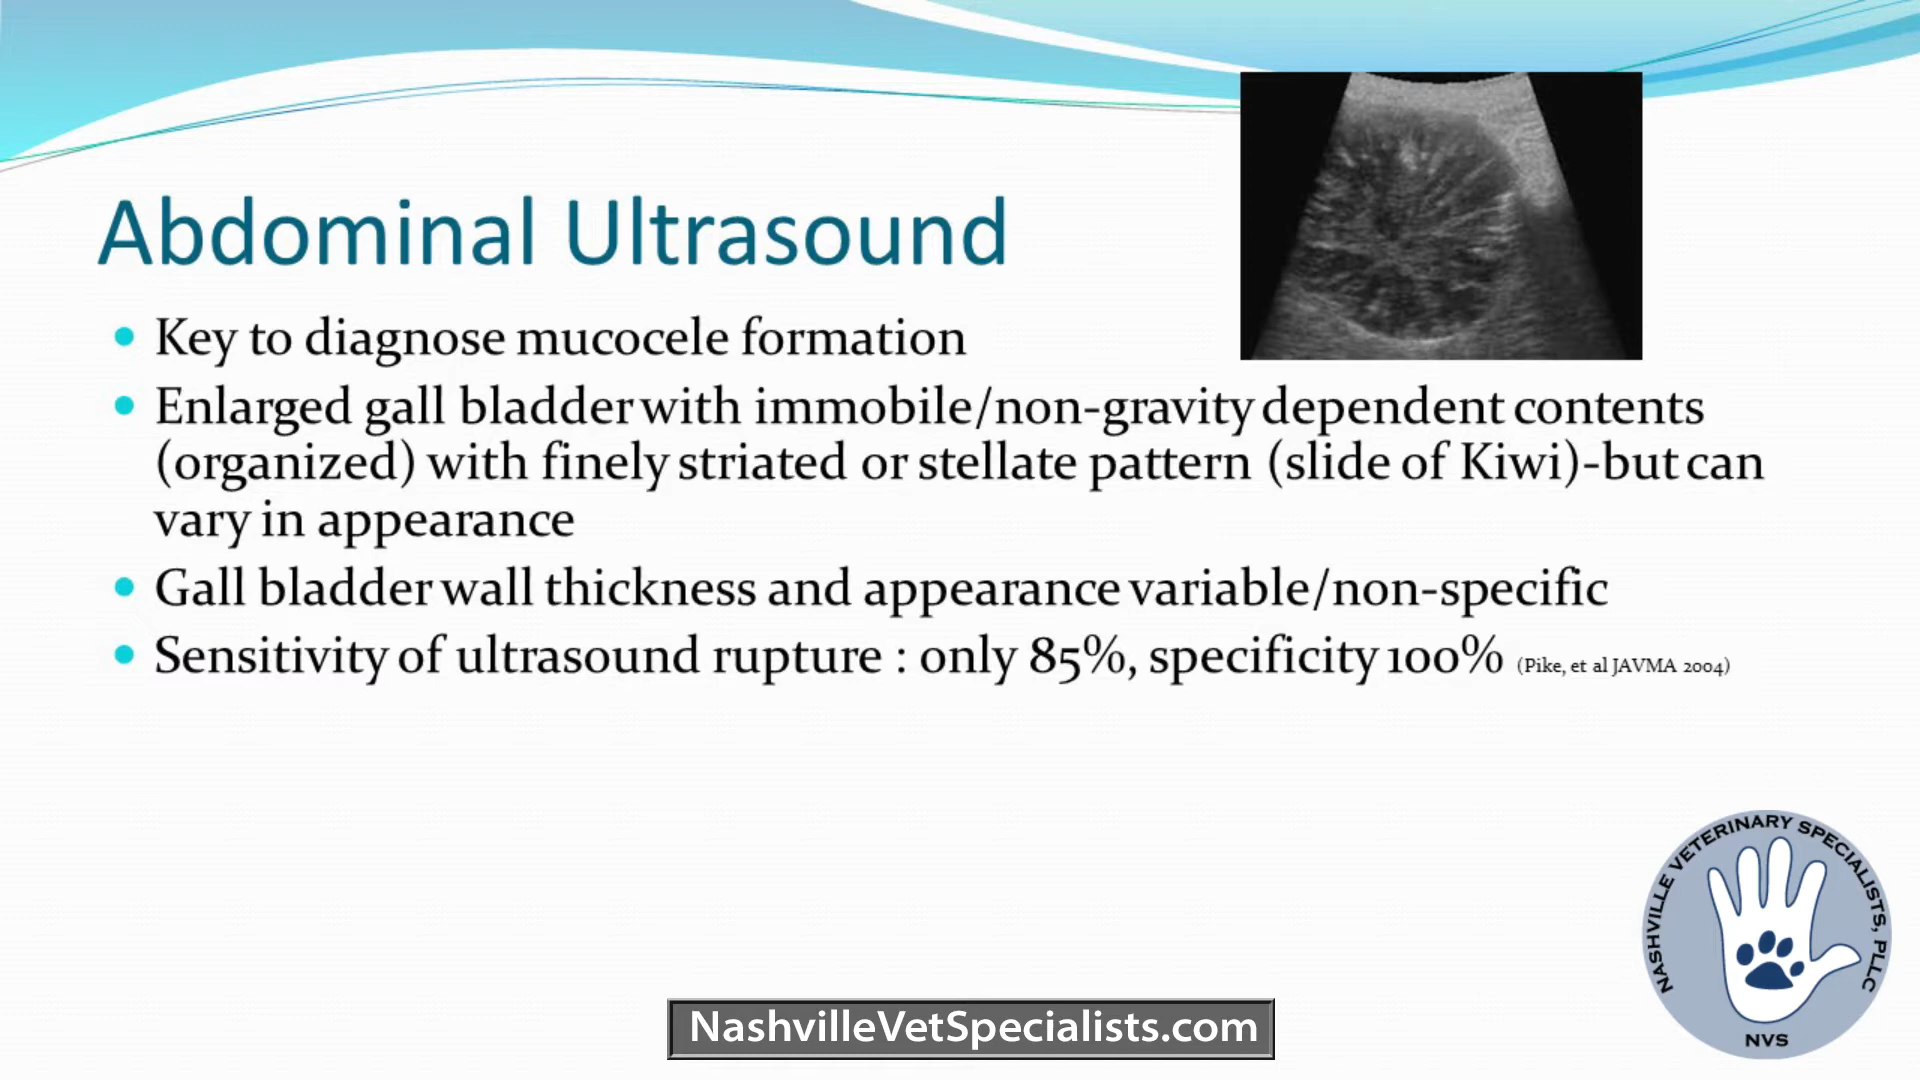 Abdominal Ultrasound
Key to diagnose mucocele formation
Enlarged gall bladder with immobile/non-gravity dependent contents
(organized) with finely striated or stellate pattern (slide of Kiwi)-but can
vary in appearance
Gall bladder wall thickness and appearance variable/non-specific
Sensitivity of ultrasound rupture : only 85%, specificity 100% (Pike, et al JAVMA 2004)
NASHVILLE VETERINARY SPECIALISTS, PLLC
NVS
NashvilleVetSpecialists.com